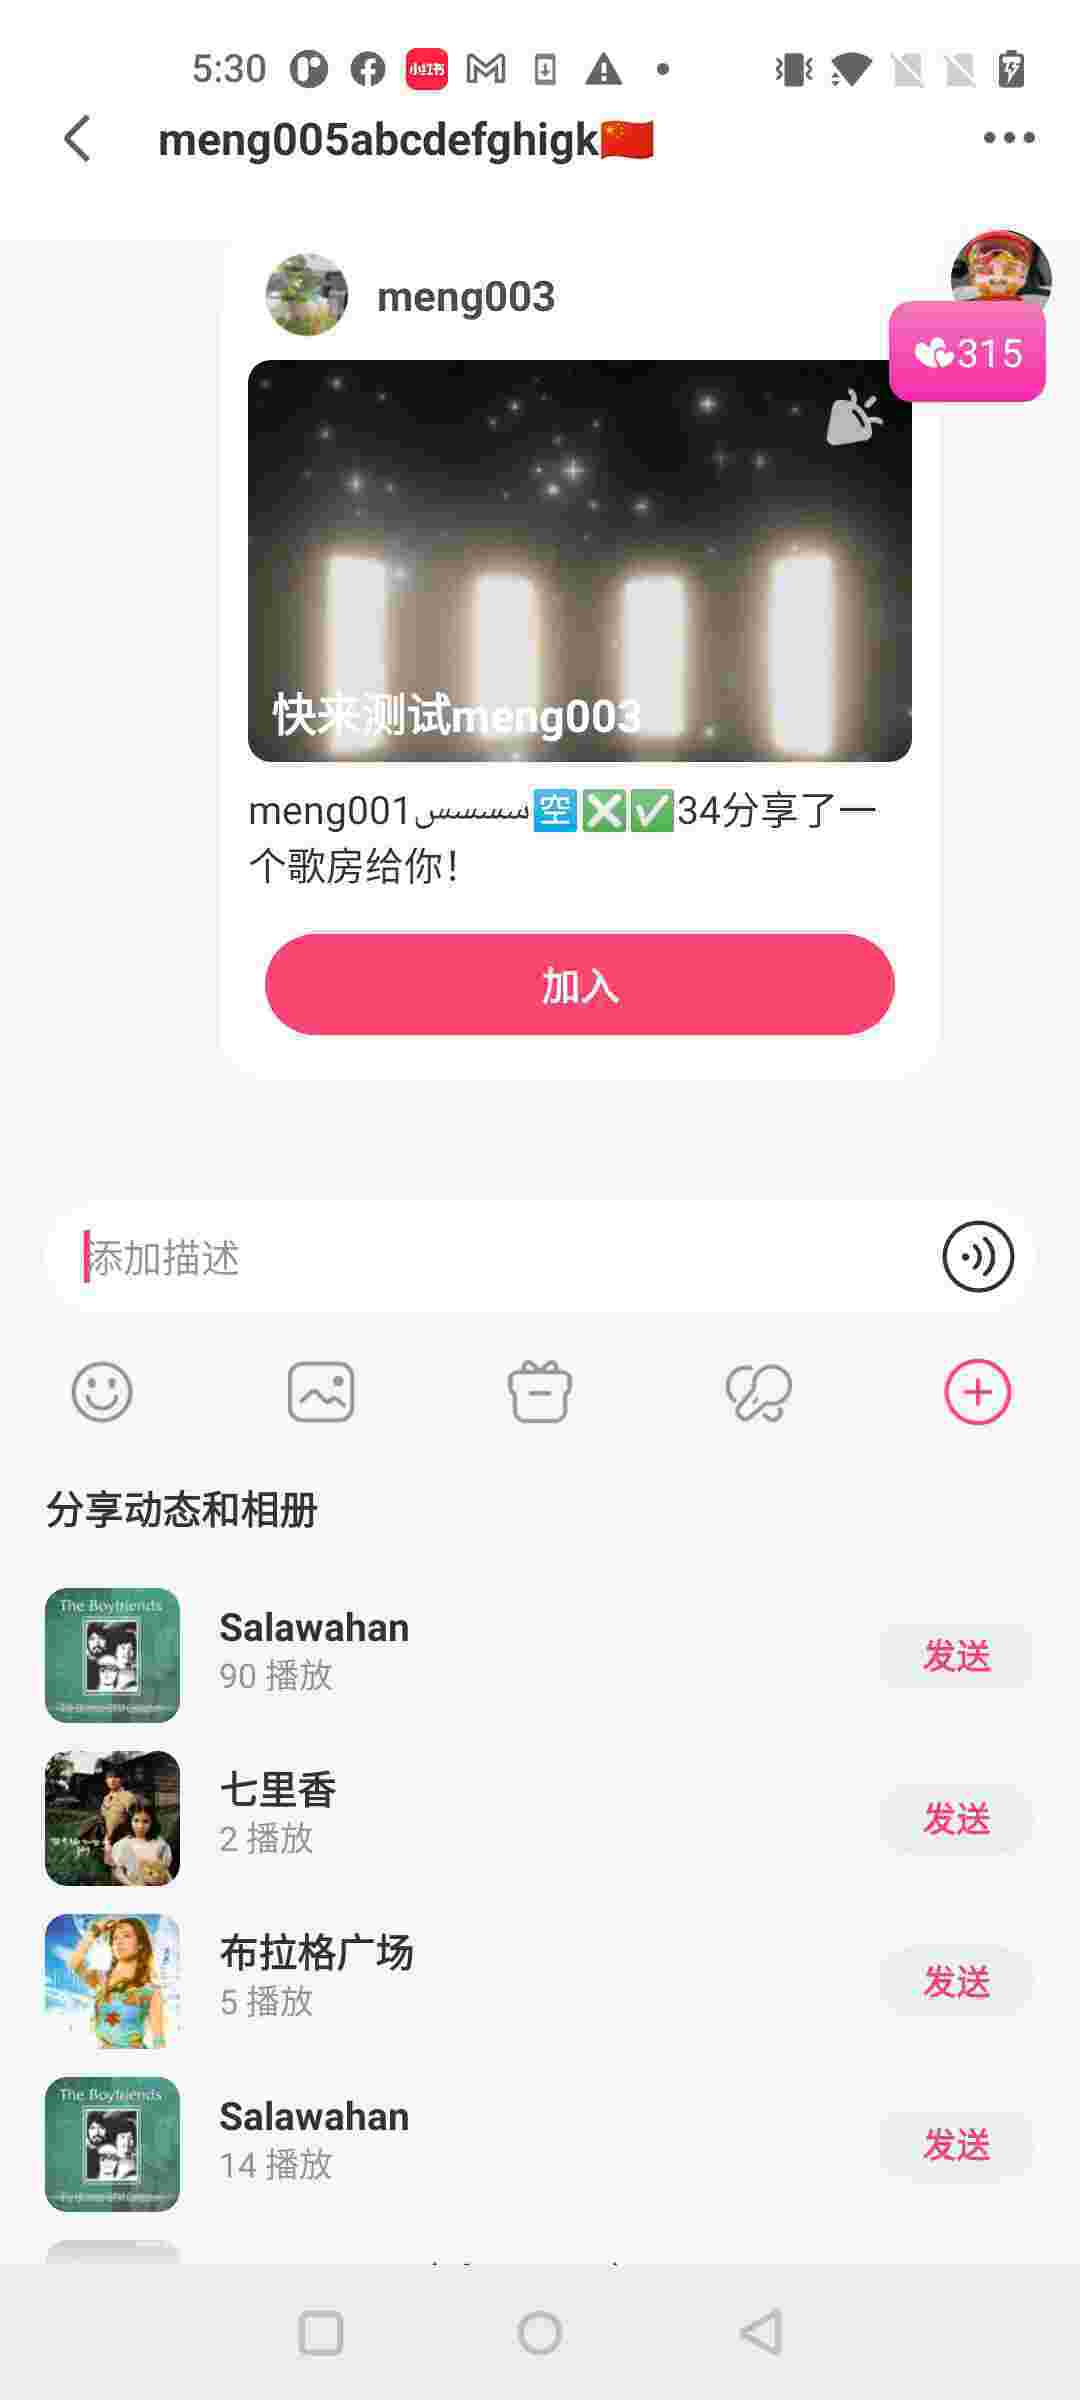 5:30
小红书
meng005abcdefghigk🇨🇳
meng003
315
快来测试meng003
meng001سسسسس🈳❎✅34分享了一
个歌房给你!
加入
添加描述
分享动态和相册
The Boyfriends
Salawahan
90 播放
发送
七里香
2 播放
发送
布拉格广场
5 播放
发送
The Boyfriends
Salawahan
14 播放
发送